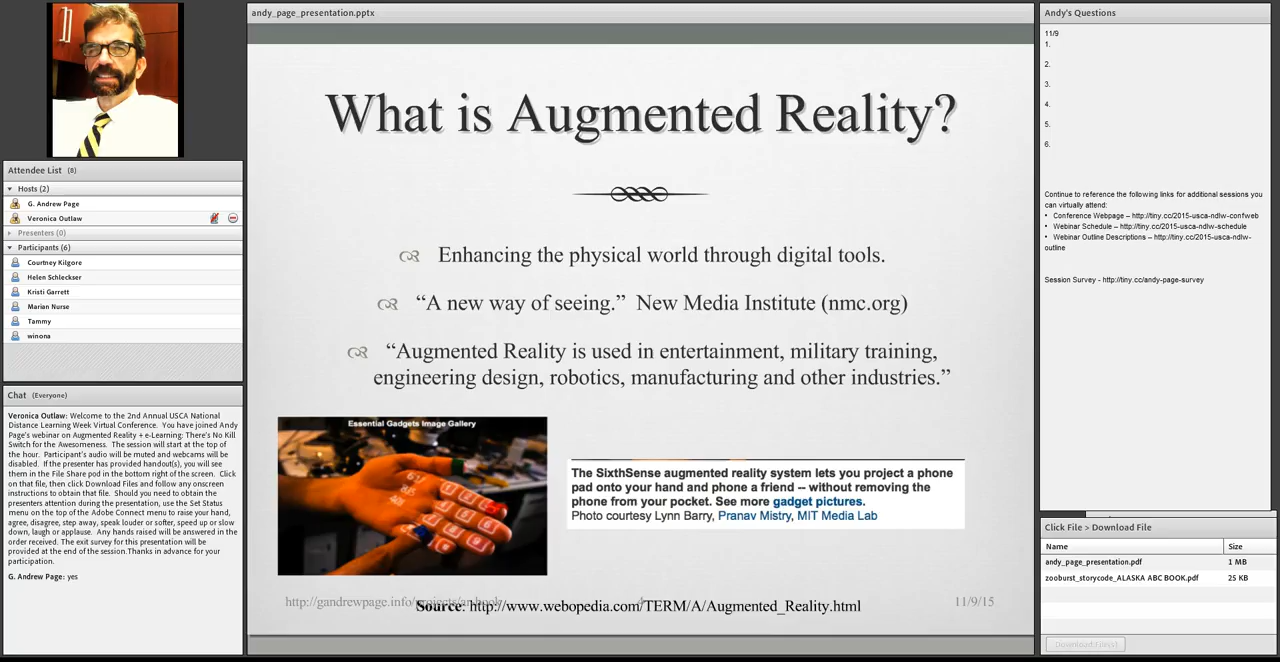 andy_page_presentation.pptx
Andy's Questions
Attendee List (8)
Hosts (2)
G. Andrew Page
Veronica Outlaw
Presenters (0)
Participants (6)
Courtney Kilgore
Helen Schleckser
Kristi Garrett
Marian Nurse
Tammy
winona
Chat (Everyone)
Veronica Outlaw: Welcome to the 2nd Annual USCA National
Distance Learning Week Virtual Conference. You have joined Andy
Page's webinar on Augmented Reality + e-Learning: There's No Kill
Switch for the Awesomeness. The session will start at the top of
the hour. Participant's audio will be muted and webcams will be
disabled. If the presenter has provided handout(s), you will see
them in the File Share pod in the bottom right of the screen. Click
on that file, then click Download Files and follow any onscreen
instructions to obtain that file. Should you need to obtain the
presenters attention during the presentation, use the Set Status
menu on the top of the Adobe Connect menu to raise your hand,
agree, disagree, step away, speak louder or softer, speed up or slow
down, laugh or applause. Any hands raised will be answered in the
order received. The exit survey for this presentation will be
provided at the end of the session.Thanks in advance for your
participation.
G. Andrew Page: yes
What is Augmented Reality?
Enhancing the physical world through digital tools.
“A new way of seeing.” New Media Institute (nmc.org)
“Augmented Reality is used in entertainment, military training,
engineering design, robotics, manufacturing and other industries.”
Essential Gadgets Image Gallery
The SixthSense augmented reality system lets you project a phone
pad onto your hand and phone a friend -- without removing the
phone from your pocket. See more gadget pictures.
Photo courtesy Lynn Barry, Pranav Mistry, MIT Media Lab
http://gandrewpage.info/projects/
Source: http://www.webopedia.com/TERM/A/Augmented_Reality.html
11/9/15
11/9
1.
2.
3.
4.
5.
6.
Continue to reference the following links for additional sessions you
can virtually attend:
• Conference Webpage – http://tiny.cc/2015-usca-ndlw-confweb
• Webinar Schedule – http://tiny.cc/2015-usca-ndlw-schedule
• Webinar Outline Descriptions – http://tiny.cc/2015-usca-ndlw-
outline
Session Survey - http://tiny.cc/andy-page-survey
Click File > Download File
Name Size
andy_page_presentation.pdf 1 MB
zooburst_storycode_ALASKA ABC BOOK.pdf 25 KB
Download File(s)